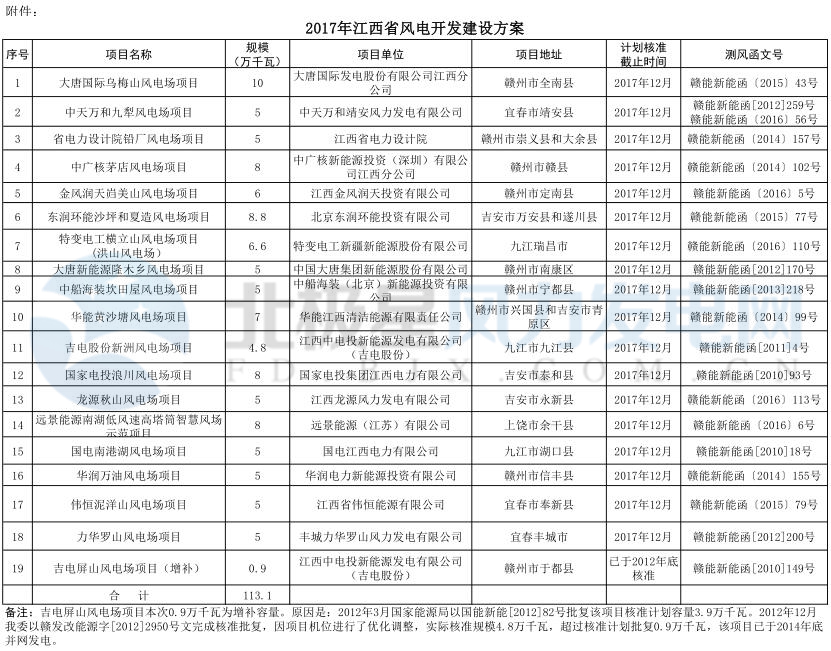 附件：
2017年江西省风电开发建设方案
序号 项目名称 规模（万千瓦） 项目单位 项目地址 计划核准截止时间 测风函文号
1 大唐国际乌梅山风电场项目 10 大唐国际发电股份有限公司江西分公司 赣州市全南县 2017年12月 赣能新能函〔2015〕43号
2 中天万和九犁风电场项目 5 中天万和靖安风力发电有限公司 宜春市靖安县 2017年12月 赣能新能函[2012]259号 赣能新能函〔2016〕56号
3 省电力设计院铅厂风电场项目 5 江西省电力设计院 赣州市崇义县和大余县 2017年12月 赣能新能函〔2014〕157号
4 中广核茅店风电场项目 8 中广核新能源投资（深圳）有限公司江西分公司 赣州市赣县 2017年12月 赣能新能函〔2014〕102号
5 金风润天岿美山风电场项目 6 江西金风润天投资有限公司 赣州市定南县 2017年12月 赣能新能函〔2016〕5号
6 东润环能沙坪和夏造风电场项目 8.8 北京东润环能投资有限公司 吉安市万安县和遂川县 2017年12月 赣能新能函〔2015〕77号
7 特变电工横立山风电场项目(洪山风电场) 6.6 特变电工新疆新能源股份有限公司 九江瑞昌市 2017年12月 赣能新能函〔2016〕110号
8 大唐新能源隆木乡风电场项目 5 中国大唐集团新能源股份有限公司 赣州市南康区 2017年12月 赣能新能函[2012]170号
9 中船海装坎田屋风电场项目 5 中船海装（北京）新能源投资有限公司 赣州市宁都县 2017年12月 赣能新能函[2013]218号
10 华能黄沙塘风电场项目 7 华能江西清洁能源有限责任公司 赣州市兴国县和吉安市青原区 2017年12月 赣能新能函〔2014〕99号
11 吉电股份新洲风电场项目 4.8 江西中电投新能源发电有限公司（吉电股份） 九江市九江县 2017年12月 赣能新能函[2011]4号
12 国家电投浪川风电场项目 8 国家电投集团江西电力有限公司 吉安市泰和县 2017年12月 赣能新能函[2010]93号
13 龙源秋山风电场项目 5 江西龙源风力发电有限公司 吉安市永新县 2017年12月 赣能新能函〔2016〕113号
14 远景能源南湖低风速高塔筒智慧风场示范项目 8 远景能源（江苏）有限公司 上饶市余干县 2017年12月 赣能新能函〔2016〕6号
15 国电南港湖风电场项目 5 国电江西电力有限公司 九江市湖口县 2017年12月 赣能新能函[2010]18号
16 华润万油风电场项目 5 华润电力新能源投资有限公司 赣州市信丰县 2017年12月 赣能新能函〔2014〕155号
17 伟恒泥洋山风电场项目 5 江西省伟恒能源有限公司 宜春市奉新县 2017年12月 赣能新能函〔2015〕79号
18 力华罗山风电场项目 5 丰城力华罗山风力发电有限公司 宜春丰城市 2017年12月 赣能新能函[2012]200号
19 吉电屏山风电场项目（增补） 0.9 江西中电投新能源发电有限公司（吉电股份） 赣州市于都县 已于2012年底核准 赣能新能函[2010]149号
合 计 113.1
备注：吉电屏山风电场项目本次0.9万千瓦为增补容量。原因是：2012年3月国家能源局以国能新能[2012]82号批复该项目核准计划容量3.9万千瓦。2012年12月
我委以赣发改能源字[2012]2950号文完成核准批复，因项目机位进行了优化调整，实际核准规模4.8万千瓦，超过核准计划批复0.9万千瓦，该项目已于2014年底
并网发电。
北极星风力发电网
FD.BJX.COM.CN